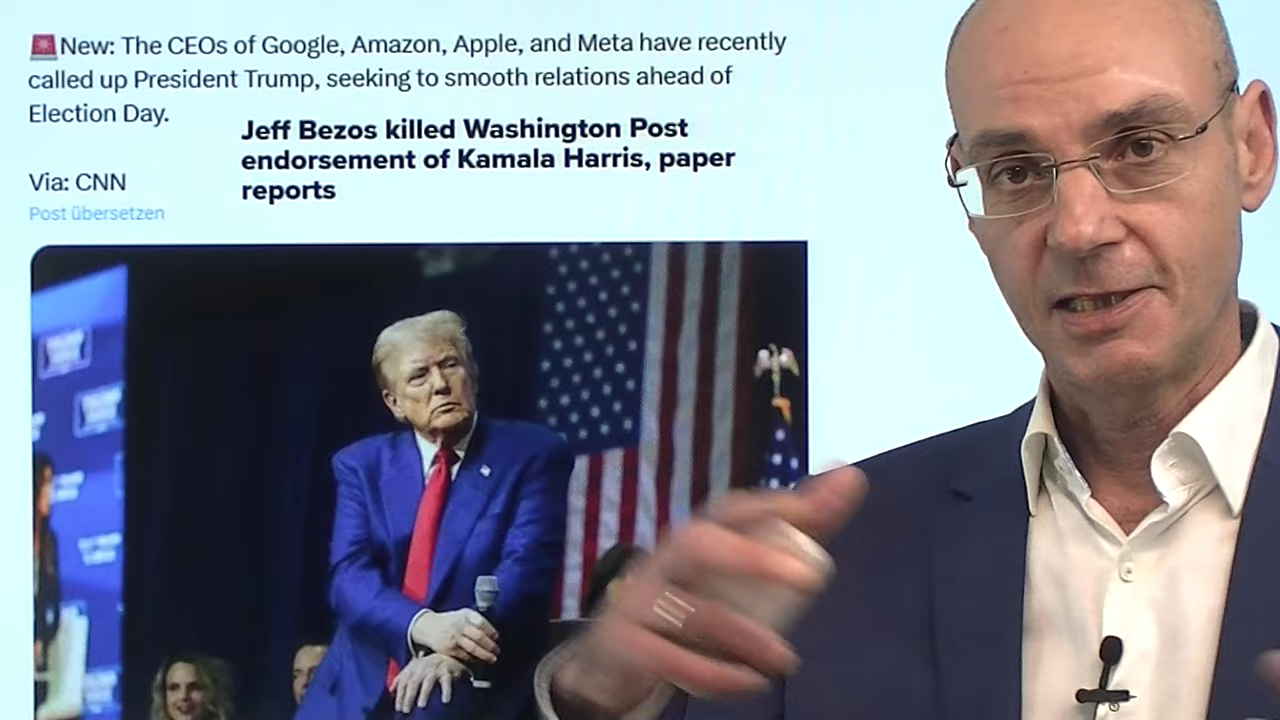 🚨New: The CEOs of Google, Amazon, Apple, and Meta have recently
called up President Trump, seeking to smooth relations ahead of
Election Day.
Jeff Bezos killed Washington Post
endorsement of Kamala Harris, paper
reports
Via: CNN
Post übersetzen